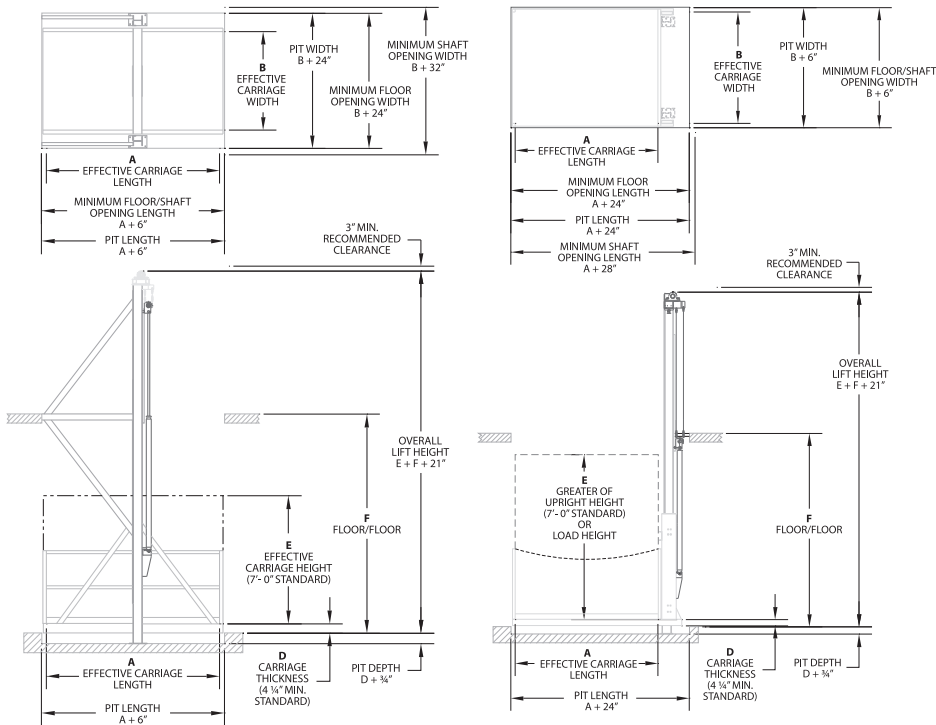 B
EFFECTIVE
CARRIAGE
WIDTH
PIT WIDTH
B + 24”
MINIMUM FLOOR
OPENING WIDTH
B + 24”
MINIMUM SHAFT
OPENING WIDTH
B + 32”
A
EFFECTIVE CARRIAGE
LENGTH
MINIMUM FLOOR/SHAFT
OPENING LENGTH
A + 6”
PIT LENGTH
A + 6”
B
EFFECTIVE
CARRIAGE
WIDTH
PIT WIDTH
B + 6”
MINIMUM FLOOR/SHAFT
OPENING WIDTH
B + 6”
A
EFFECTIVE CARRIAGE
LENGTH
MINIMUM FLOOR
OPENING LENGTH
A + 24”
PIT LENGTH
A + 24”
MINIMUM SHAFT
OPENING LENGTH
A + 28”
3” MIN.
RECOMMENDED
CLEARANCE
OVERALL
LIFT HEIGHT
E + F + 21”
F
FLOOR/FLOOR
E
EFFECTIVE
CARRIAGE HEIGHT
(7’- 0” STANDARD)
A
EFFECTIVE CARRIAGE
LENGTH
PIT LENGTH
A + 6”
D
CARRIAGE
THICKNESS
(4 ¼” MIN.
STANDARD)
PIT DEPTH
D + ¾”
3” MIN.
RECOMMENDED
CLEARANCE
OVERALL
LIFT HEIGHT
E + F + 21”
E
GREATER OF
UPRIGHT HEIGHT
(7’- 0” STANDARD)
OR
LOAD HEIGHT
F
FLOOR/FLOOR
A
EFFECTIVE CARRIAGE
LENGTH
PIT LENGTH
A + 24”
D
CARRIAGE
THICKNESS
(4 ¼” MIN.
STANDARD)
PIT DEPTH
D + ¾”